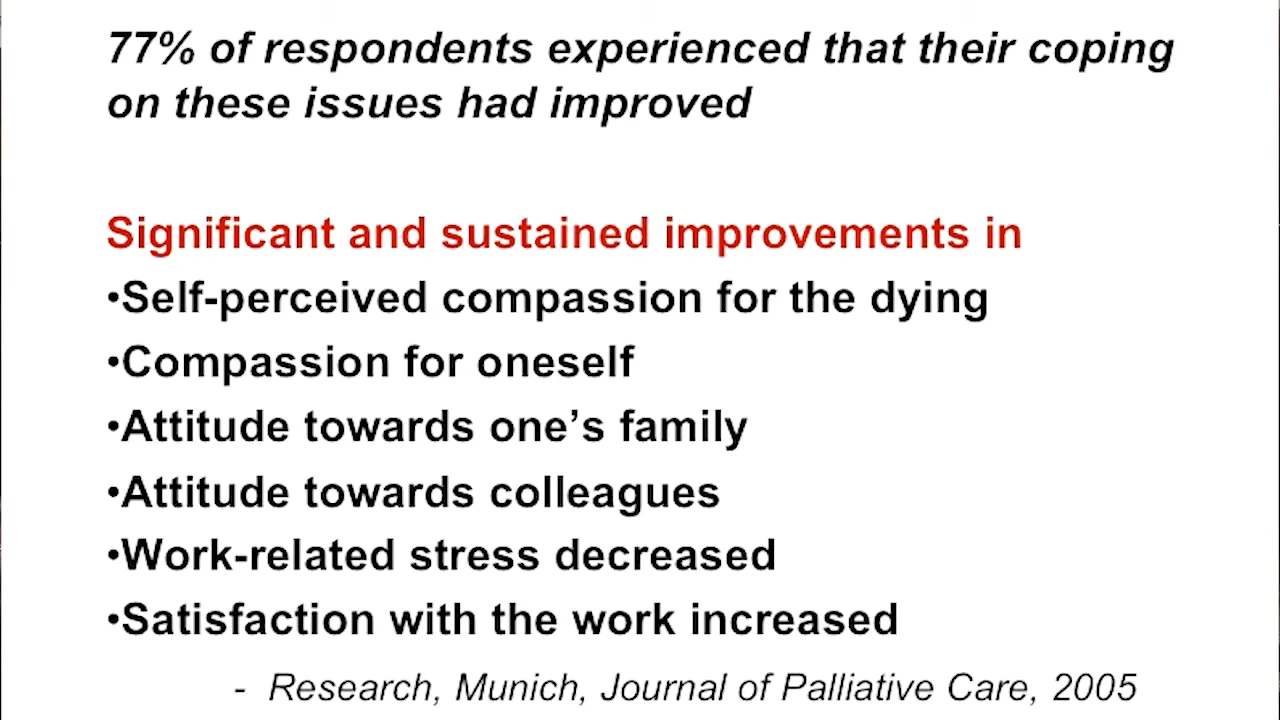 77% of respondents experienced that their coping
on these issues had improved
Significant and sustained improvements in
•Self-perceived compassion for the dying
•Compassion for oneself
•Attitude towards one’s family
•Attitude towards colleagues
•Work-related stress decreased
•Satisfaction with the work increased
- Research, Munich, Journal of Palliative Care, 2005